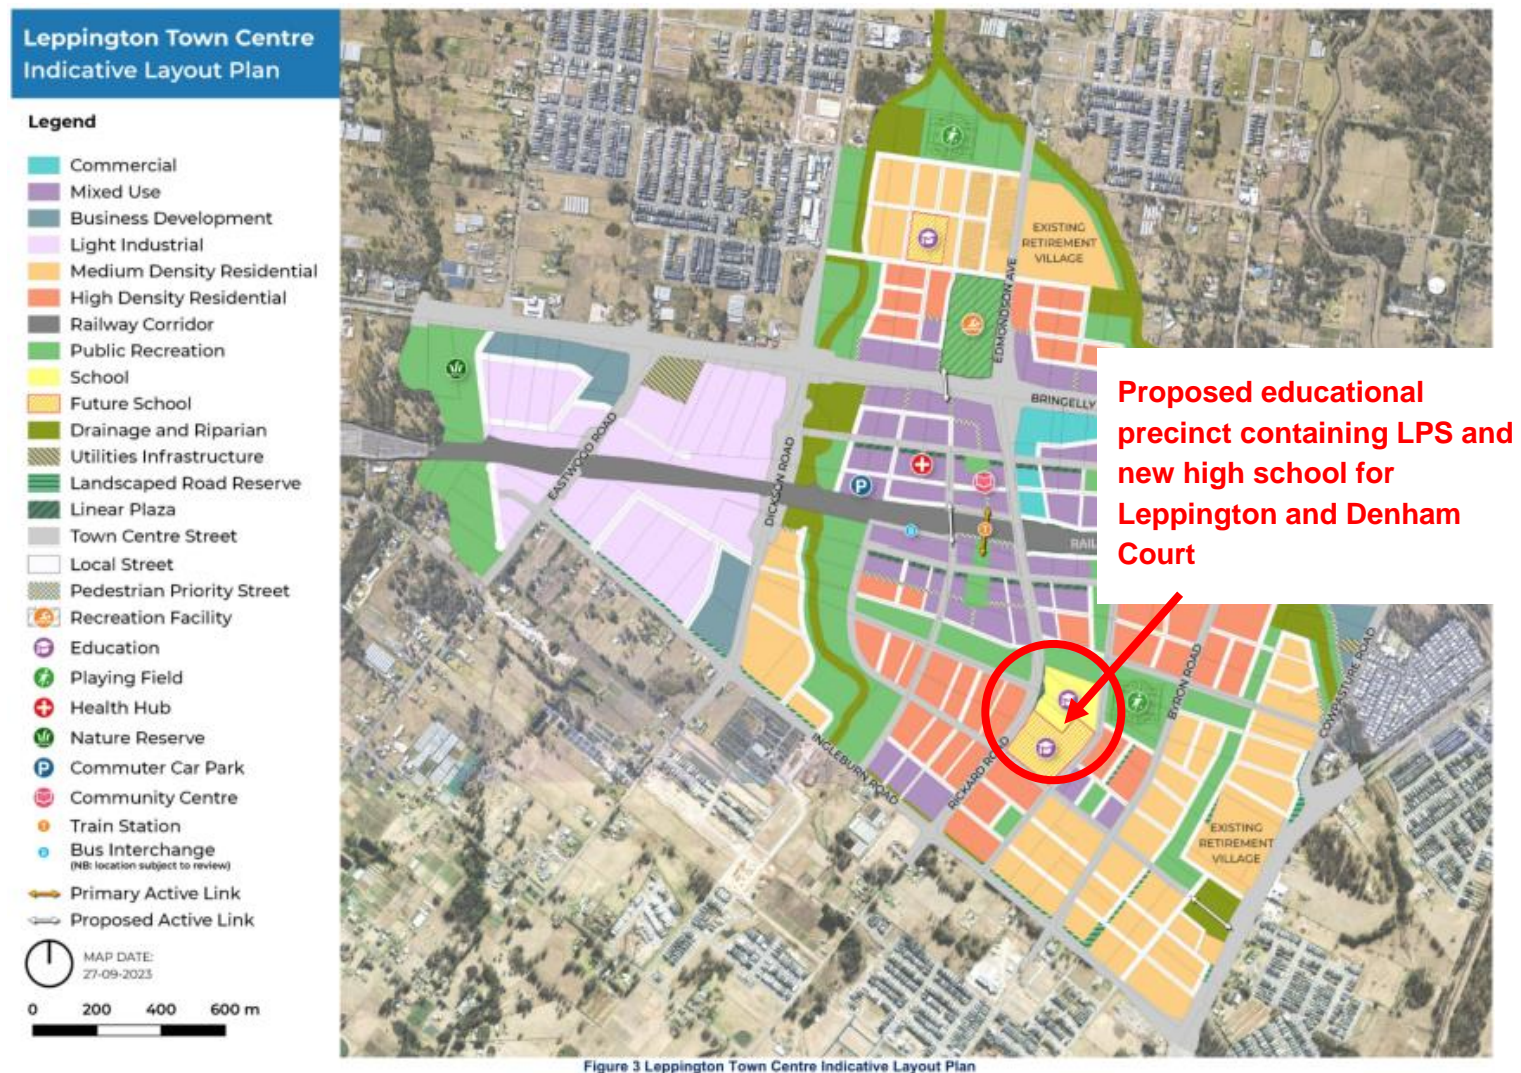 Leppington Town Centre
Indicative Layout Plan
Legend
Commercial
Mixed Use
Business Development
Light Industrial
Medium Density Residential
High Density Residential
Railway Corridor
Public Recreation
School
Future School
Drainage and Riparian
Utilities Infrastructure
Landscaped Road Reserve
Linear Plaza
Town Centre Street
Local Street
Pedestrian Priority Street
Recreation Facility
Education
Playing Field
Health Hub
Nature Reserve
P Commuter Car Park
Community Centre
T Train Station
B Bus Interchange
(NB: location subject to review)
Primary Active Link
Proposed Active Link
MAP DATE:
27-09-2023
0 200 400 600 m
EXISTING
RETIREMENT
VILLAGE
EDMONDSON AVE
BRINGELLY
EASTWOOD ROAD
DICKSON ROAD
P
B
T
RAIL
Proposed educational
precinct containing LPS and
new high school for
Leppington and Denham
Court
BYRON ROAD
COWPASTURE ROAD
INGLEBURN ROAD
RICKARD ROAD
EXISTING
RETIREMENT
VILLAGE
Figure 3 Leppington Town Centre Indicative Layout Plan